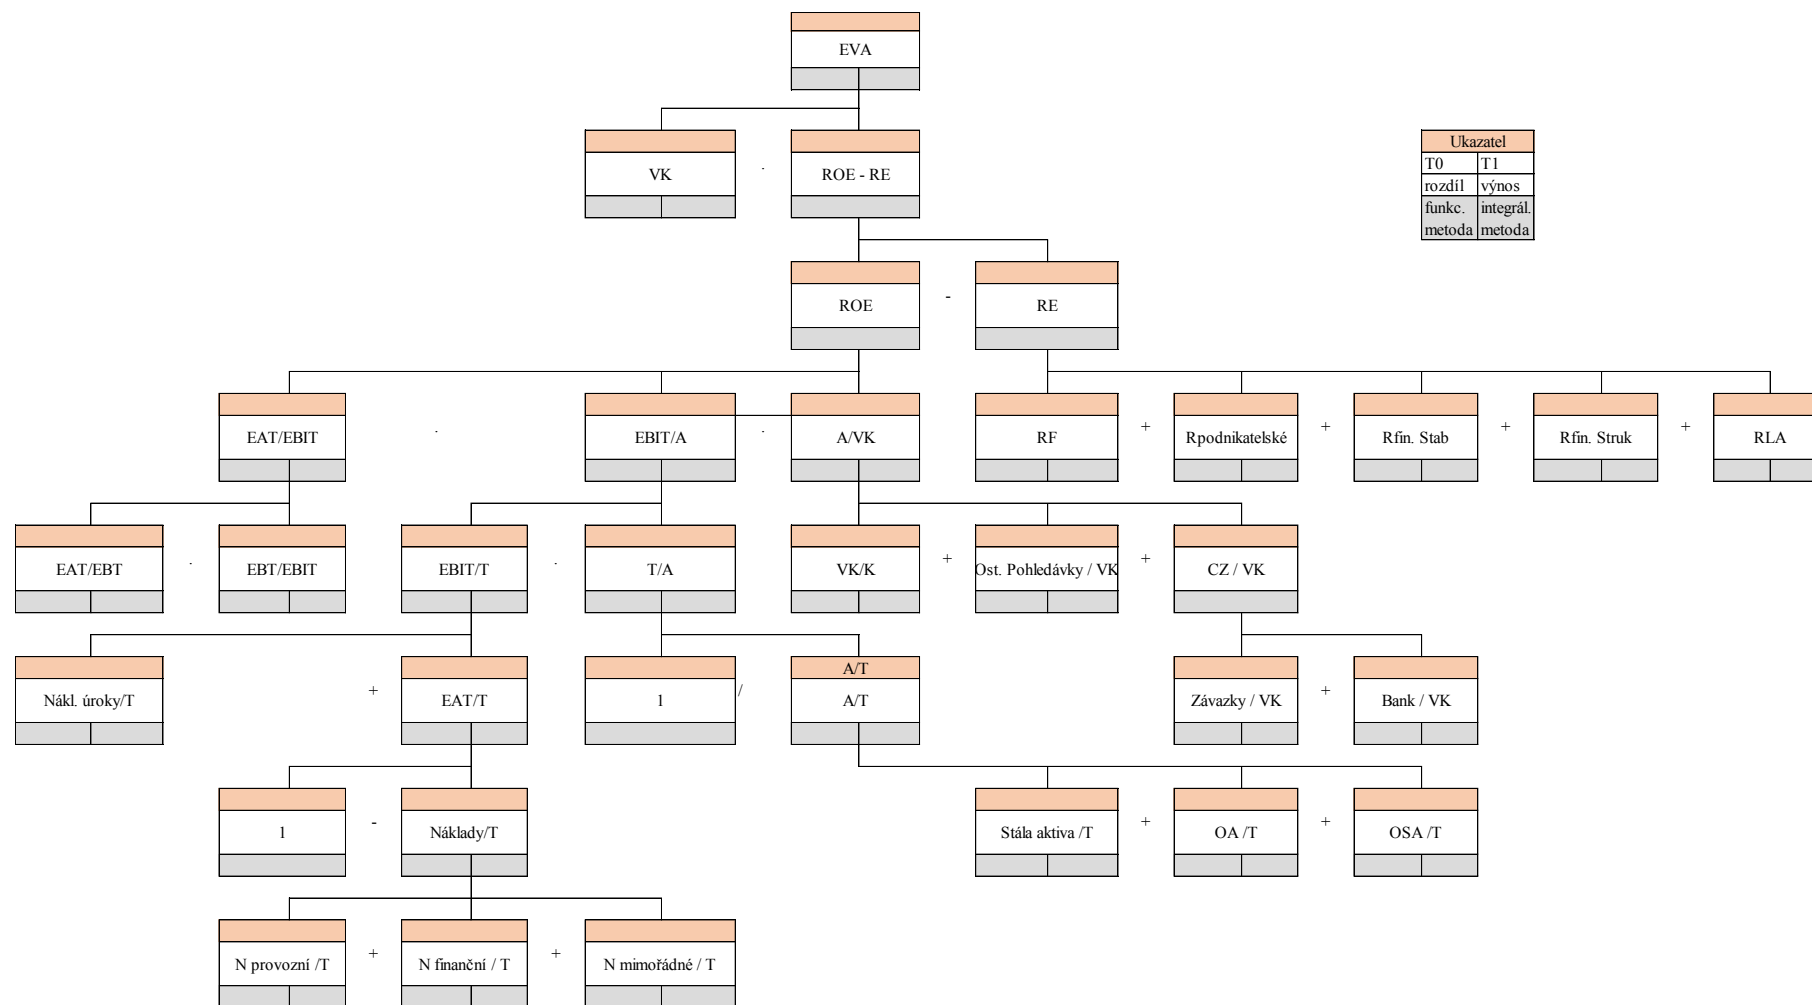 EVA
VK . ROE - RE
Ukazatel
T0 T1
rozdíl výnos
funkc. integrál.
metoda metoda
ROE - RE
EAT/EBIT . EBIT/A . A/VK RF + Rpodnikatelské + Rfin. Stab + Rfin. Struk + RLA
EAT/EBT . EBT/EBIT EBIT/T . T/A VK/K + Ost. Pohledávky / VK + CZ / VK
A/T
Nákl. úroky/T + EAT/T 1 / A/T Závazky / VK + Bank / VK
1 - Náklady/T Stála aktiva /T + OA /T + OSA /T
N provozní /T + N finanční / T + N mimořádné / T